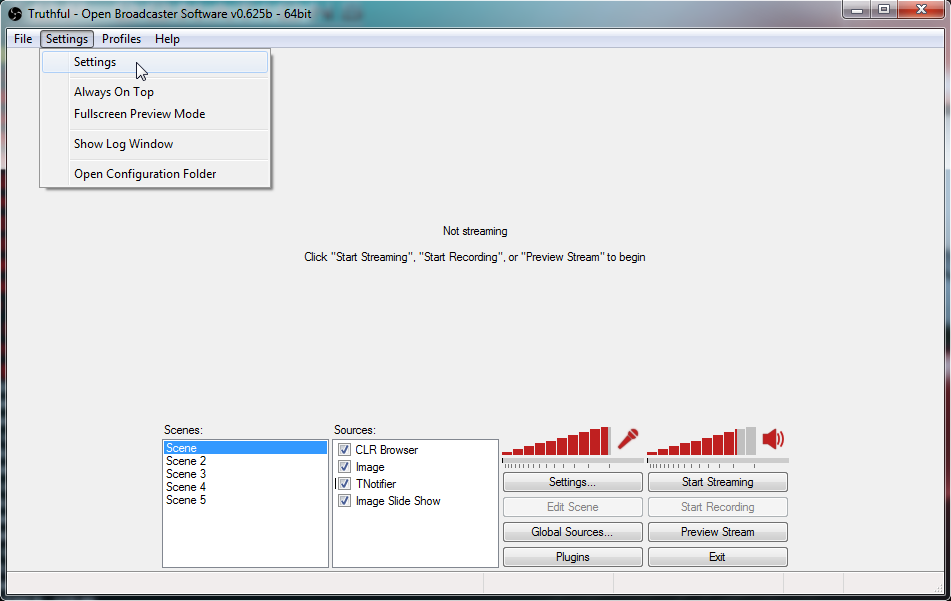 Truthful - Open Broadcaster Software v0.625b - 64bit
File Settings Profiles Help
Settings
Always On Top
Fullscreen Preview Mode
Show Log Window
Open Configuration Folder
Not streaming
Click "Start Streaming", "Start Recording", or "Preview Stream" to begin
Scenes:
Scene
Scene 2
Scene 3
Scene 4
Scene 5
Sources:
CLR Browser
Image
TNotifier
Image Slide Show
Settings... Start Streaming
Edit Scene Start Recording
Global Sources... Preview Stream
Plugins Exit